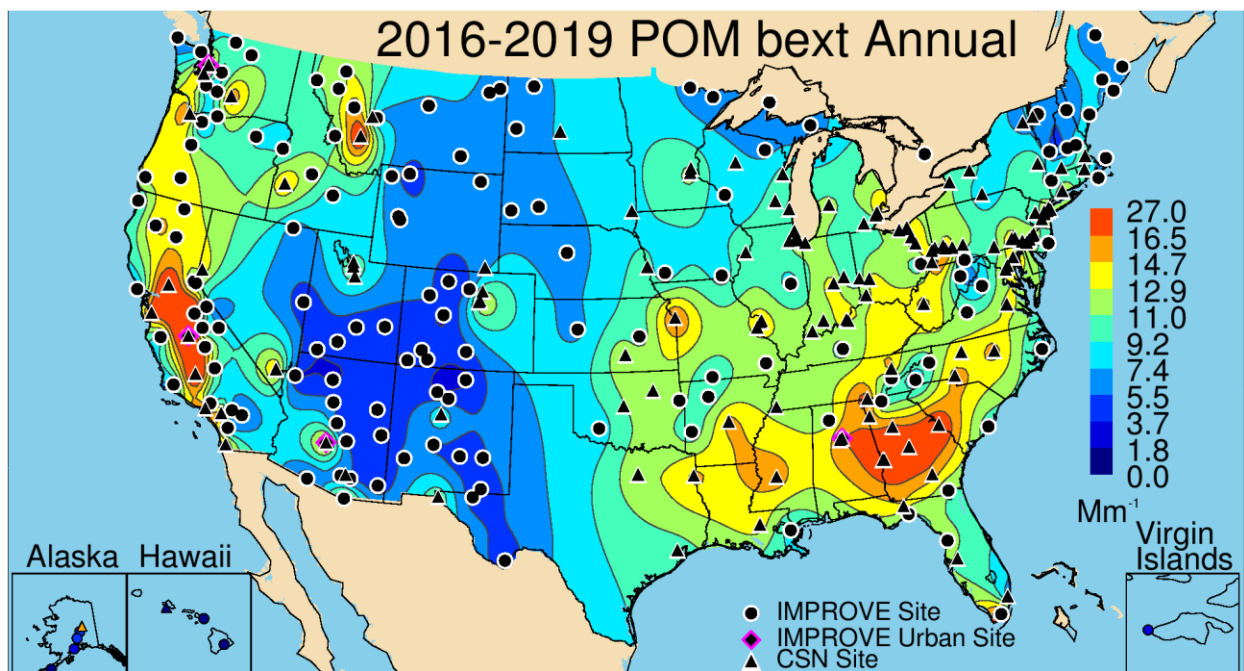 2016-2019 POM bext Annual
27.0
16.5
14.7
12.9
11.0
9.2
7.4
5.5
3.7
1.8
0.0
Mm⁻¹
Alaska
Hawaii
Virgin
Islands
IMPROVE Site
IMPROVE Urban Site
CSN Site